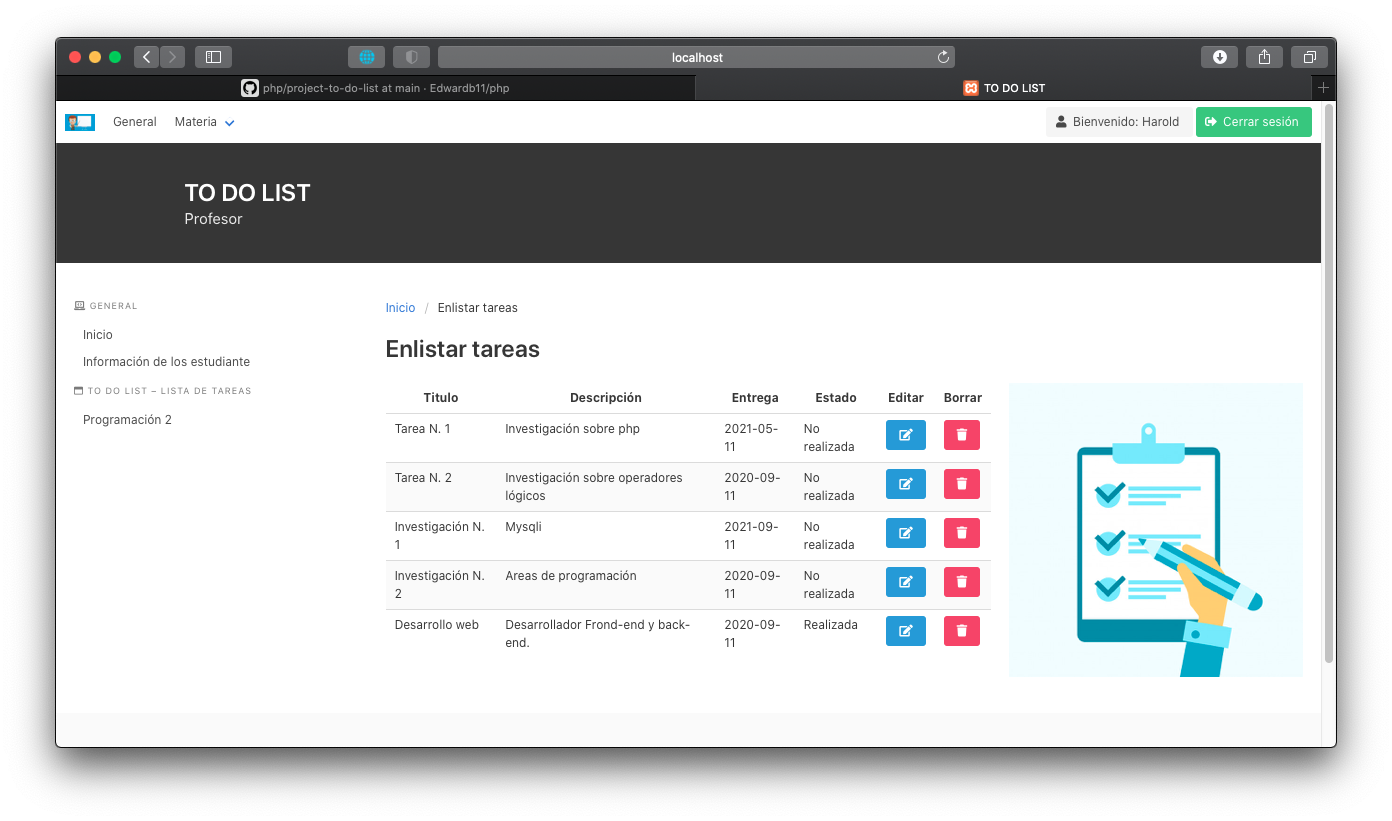 localhost
php/project-to-do-list at main · Edwardb11/php
TO DO LIST
General
Materia
Bienvenido: Harold
Cerrar sesión
TO DO LIST
Profesor
GENERAL
Inicio
Información de los estudiante
TO DO LIST – LISTA DE TAREAS
Programación 2
Inicio / Enlistar tareas
Enlistar tareas
Titulo Descripción Entrega Estado Editar Borrar
Tarea N. 1 Investigación sobre php 2021-05- No
11 realizada
Tarea N. 2 Investigación sobre operadores 2020-09- No
lógicos 11 realizada
Investigación N. Mysqli 2021-09- No
1 11 realizada
Investigación N. Areas de programación 2020-09- No
2 11 realizada
Desarrollo web Desarrollador Frond-end y back- 2020-09- Realizada
end. 11